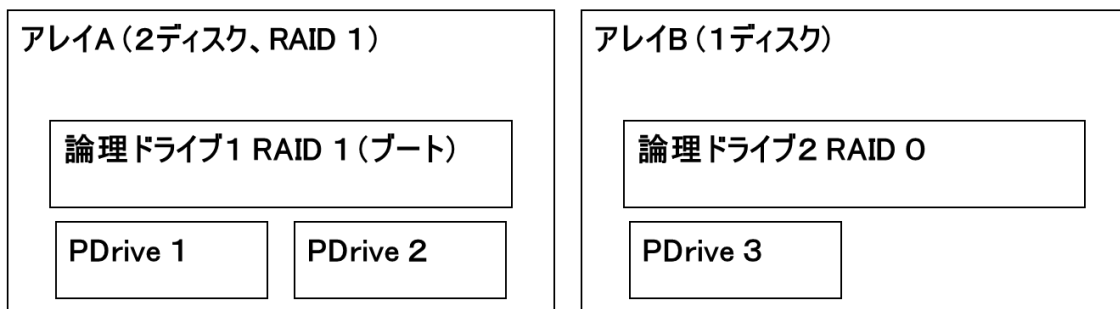 アレイA（2ディスク、RAID 1）
論理ドライブ1 RAID 1（ブート）
PDrive 1
PDrive 2
アレイB（1ディスク）
論理ドライブ2 RAID 0
PDrive 3